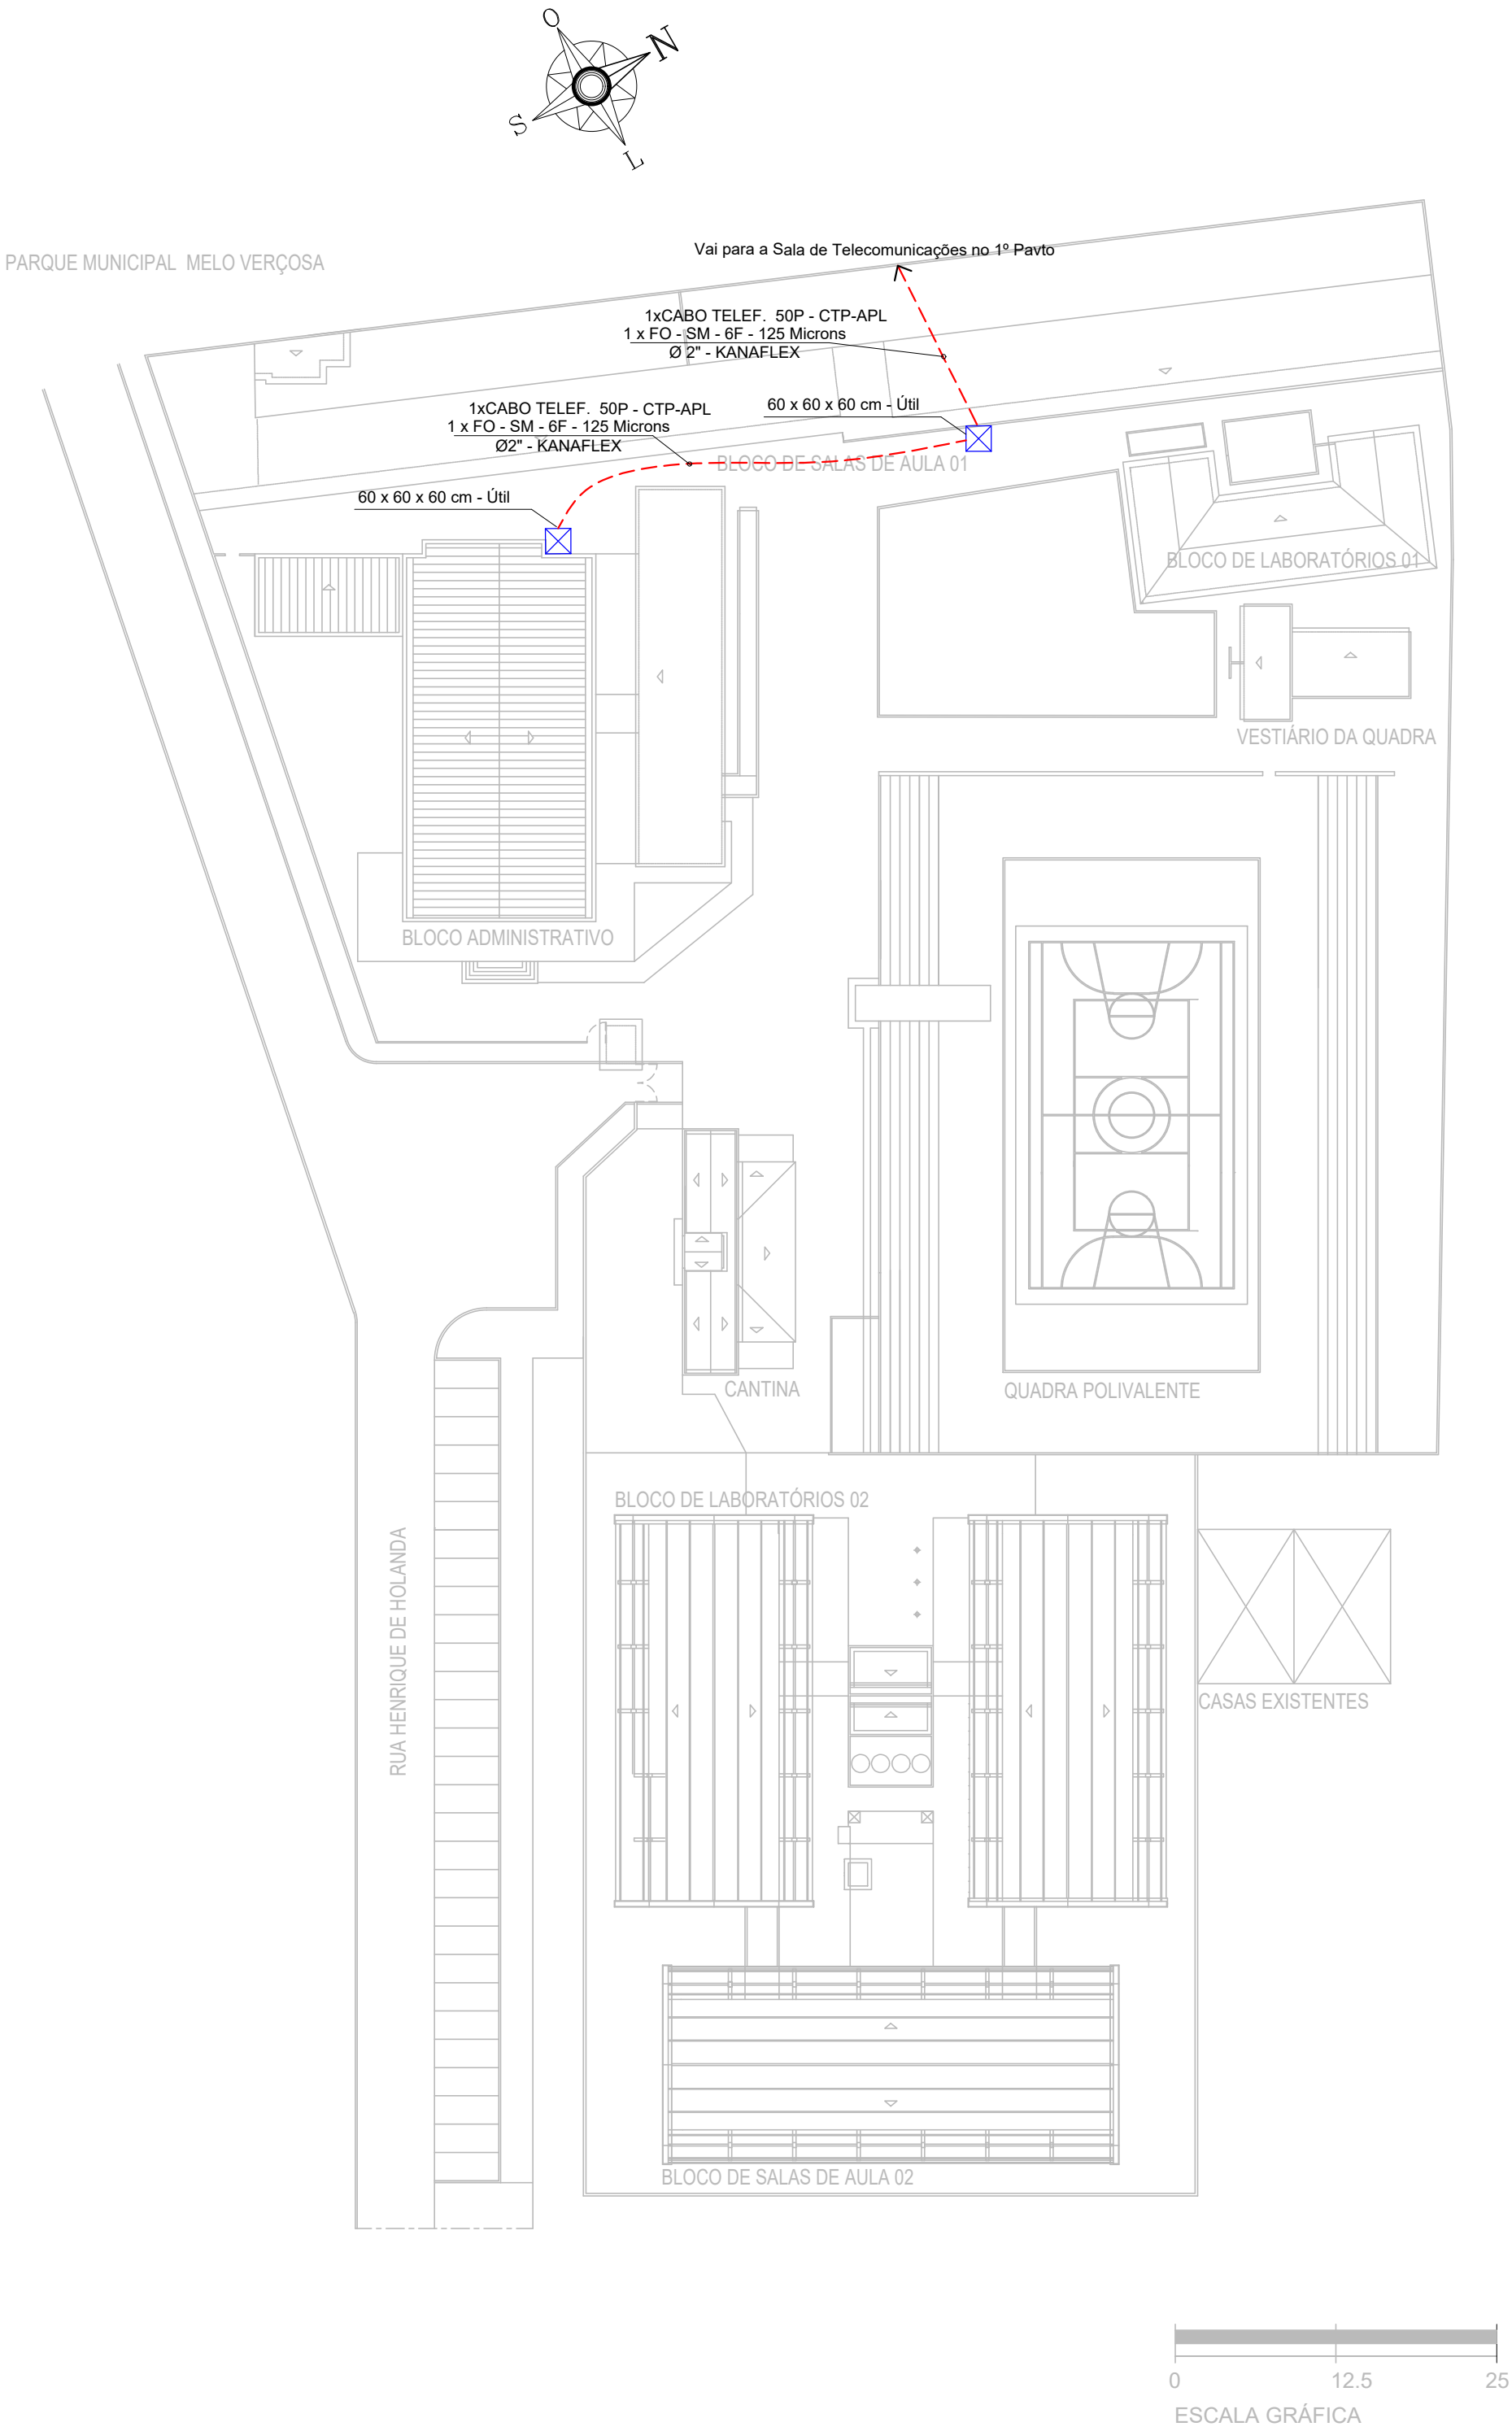 O
N
S
L
PARQUE MUNICIPAL MELO VERÇOSA
Vai para a Sala de Telecomunicações no 1º Pavto
1xCABO TELEF. 50P - CTP-APL
1 x FO - SM - 6F - 125 Microns
Ø 2" - KANAFLEX
1xCABO TELEF. 50P - CTP-APL
1 x FO - SM - 6F - 125 Microns
Ø2" - KANAFLEX
60 x 60 x 60 cm - Útil
BLOCO DE SALAS DE AULA 01
60 x 60 x 60 cm - Útil
BLOCO DE LABORATÓRIOS 01
VESTIÁRIO DA QUADRA
BLOCO ADMINISTRATIVO
CANTINA
QUADRA POLIVALENTE
BLOCO DE LABORATÓRIOS 02
RUA HENRIQUE DE HOLANDA
CASAS EXISTENTES
BLOCO DE SALAS DE AULA 02
0 12.5 25
ESCALA GRÁFICA